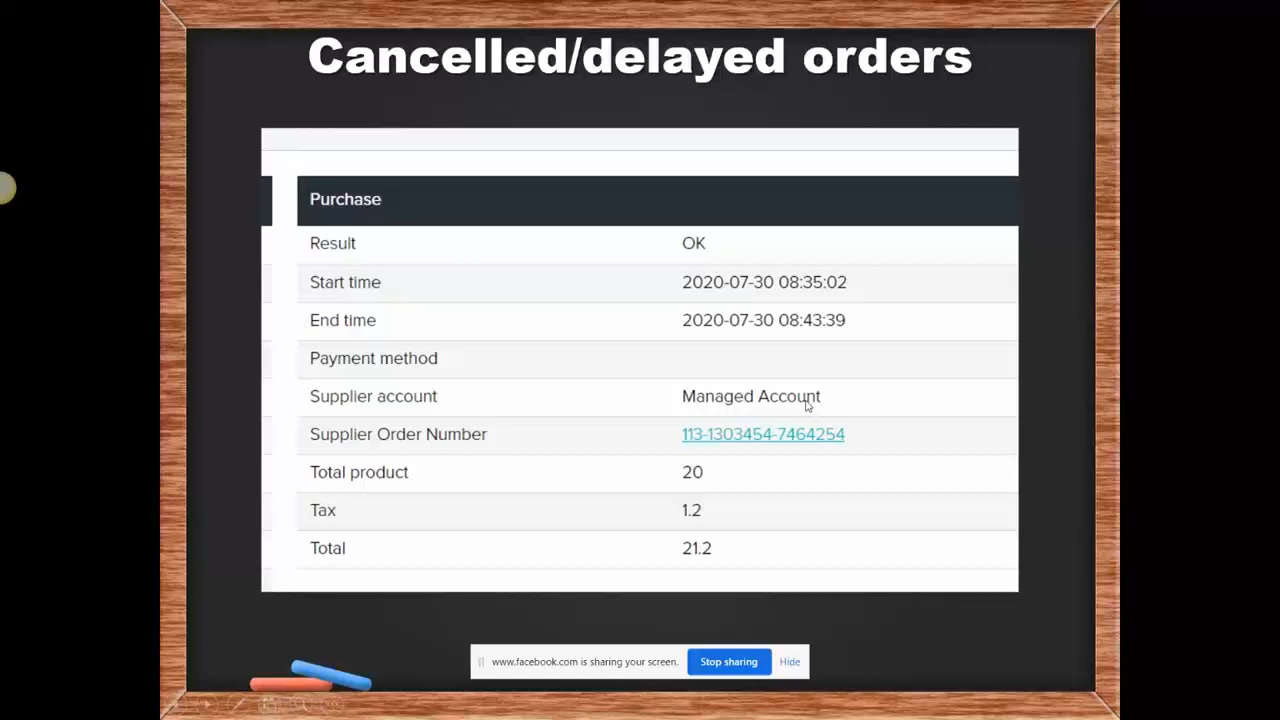 Cancelled/delayed orders
Purchase
Result OK
Start time 2020-07-30 08:35:02
End time 2020-07-30 08:43:39
Payment method
Supplier account Managed Account
Supplier Order Number 113-1303454-7464254
Total product 20
Tax 1.2
Total 21.2
www.facebook.com is sharing your screen. Stop sharing Hide